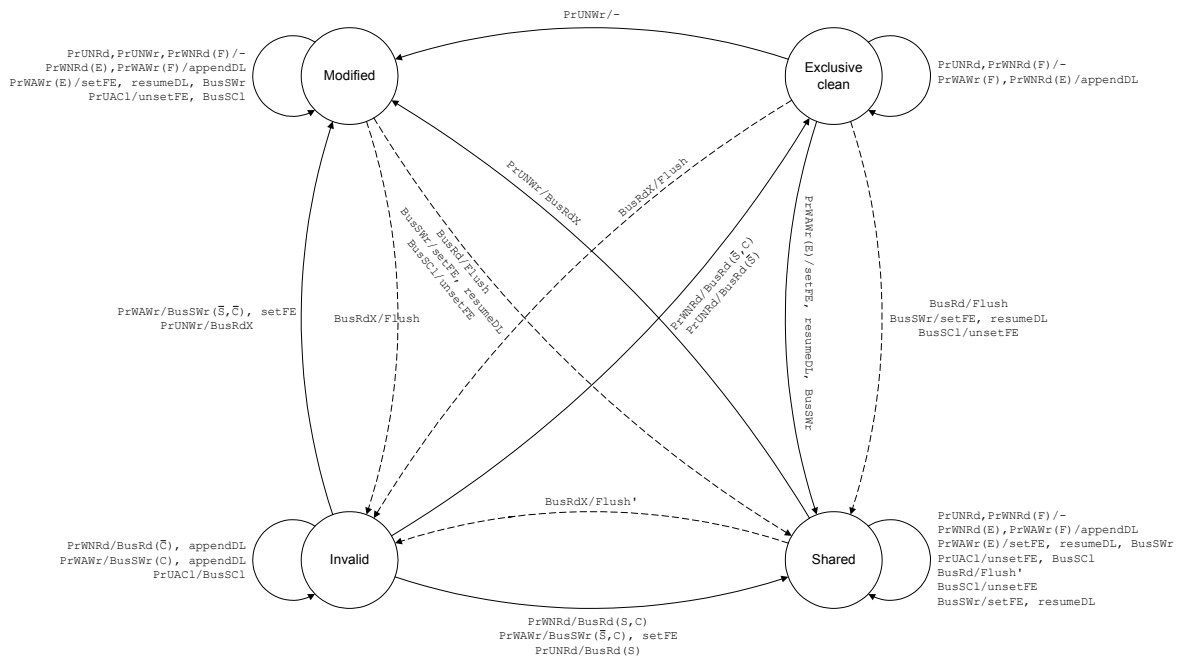 PrUNWr/-
PrUNRd,PrUNWr,PrWNRd(F)/-
PrWNRd(E),PrWAWr(F)/appendDL
PrWAWr(E)/setFE, resumeDL, BusSWr
PrUACl/unsetFE, BusSCl
Modified
Exclusive
clean
PrUNRd,PrWNRd(F)/-
PrWAWr(F),PrWNRd(E)/appendDL
PrUNWr/BusRdX
BusRdX/Flush
BusRd/Flush
BusSWr/setFE, resumeDL
BusSCl/unsetFE
PrWNRd/BusRd(S̄,C)
PrUNRd/BusRd(S̄)
PrWAWr(E)/setFE, resumeDL, BusSWr
PrWAWr/BusSWr(S̄,C̄), setFE
PrUNWr/BusRdX
BusRdX/Flush
BusRd/Flush
BusSWr/setFE, resumeDL
BusSCl/unsetFE
BusRdX/Flush'
PrWNRd/BusRd(C̄), appendDL
PrWAWr/BusSWr(C), appendDL
PrUACl/BusSCl
Invalid
Shared
PrUNRd,PrWNRd(F)/-
PrWNRd(E),PrWAWr(F)/appendDL
PrWAWr(E)/setFE, resumeDL, BusSWr
PrUACl/unsetFE, BusSCl
BusRd/Flush'
BusSCl/unsetFE
BusSWr/setFE, resumeDL
PrWNRd/BusRd(S,C)
PrWAWr/BusSWr(S̄,C), setFE
PrUNRd/BusRd(S)